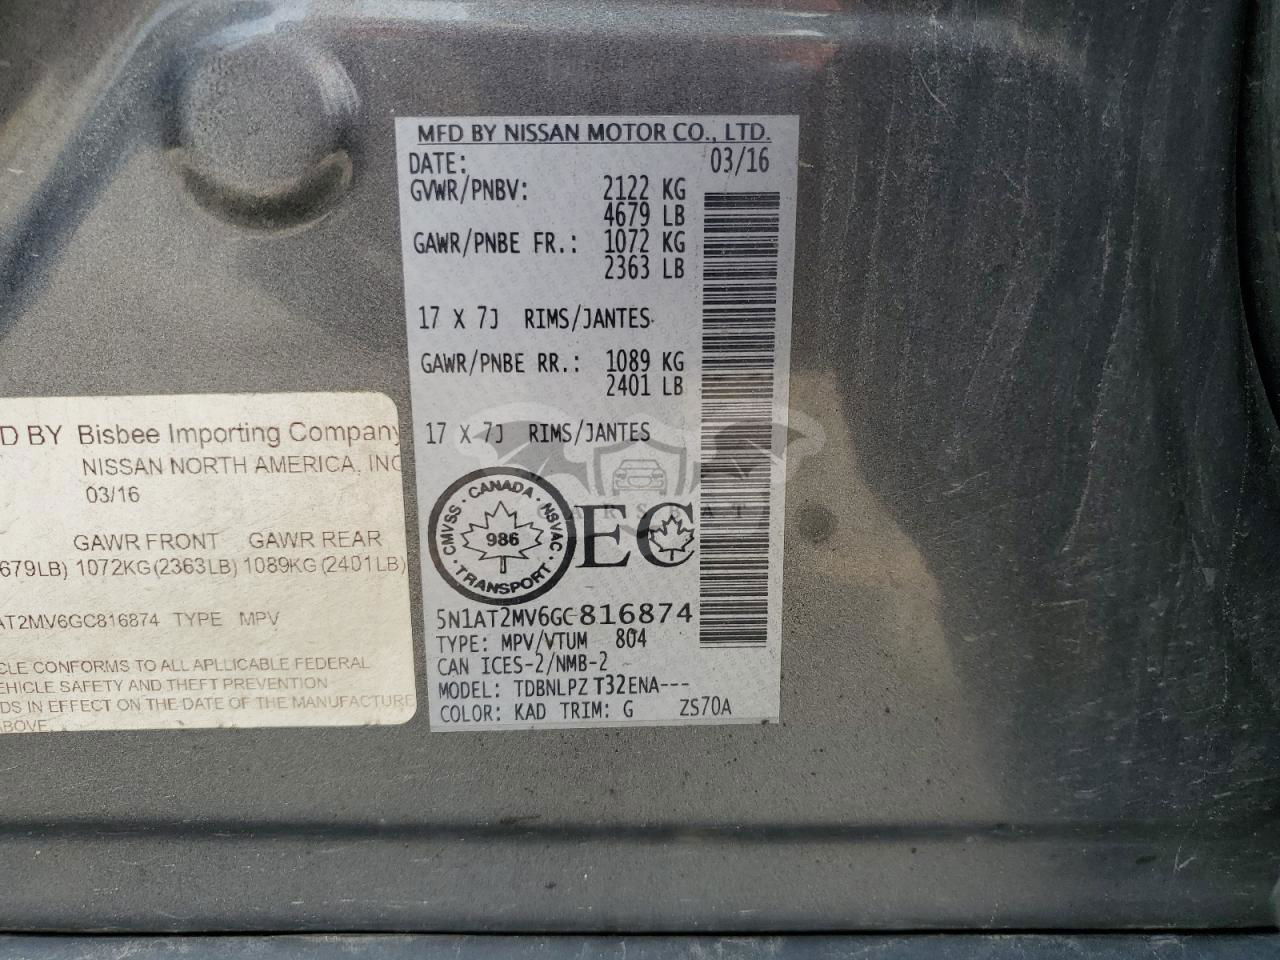 MFD BY NISSAN MOTOR CO., LTD.
DATE: 03/16
GVWR/PNBV: 2122 KG
4679 LB
GAWR/PNBE FR.: 1072 KG
2363 LB
17 X 7J RIMS/JANTES
GAWR/PNBE RR.: 1089 KG
2401 LB
17 X 7J RIMS/JANTES
CANADA · NSVAC · TRANSPORT · CMVSS ·
986
EC
5N1AT2MV6GC816874
TYPE: MPV/VTUM 804
CAN ICES-2/NMB-2
MODEL: TDBNLPZ T32ENA---
COLOR: KAD TRIM: G ZS70A
D BY Bisbee Importing Company
NISSAN NORTH AMERICA, INC
03/16
GAWR FRONT GAWR REAR
679LB) 1072KG(2363LB) 1089KG(2401LB)
AT2MV6GC816874 TYPE MPV
CLE CONFORMS TO ALL APLLICABLE FEDERAL
EHICLE SAFETY AND THEFT PREVENTION
DS IN EFFECT ON THE DATE OF THE MANUFACTURE
ABOVE.